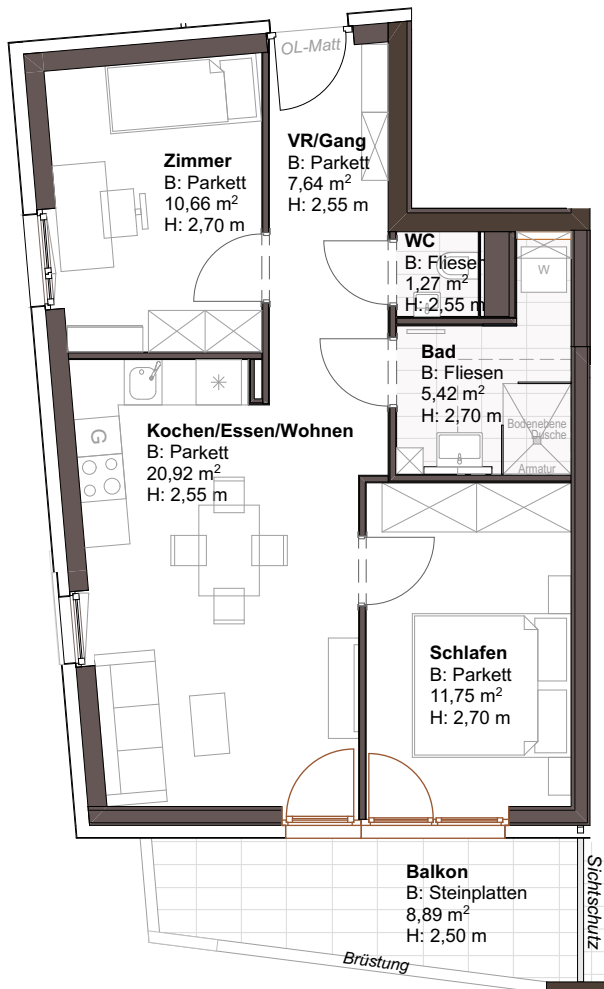 OL-Matt
VR/Gang
B: Parkett
7,64 m²
H: 2,55 m
Zimmer
B: Parkett
10,66 m²
H: 2,70 m
WC
B: Fliesen
1,27 m²
H: 2,55 m
W
Bad
B: Fliesen
5,42 m²
H: 2,70 m
Bodenebene
Dusche
Armatur
G
Kochen/Essen/Wohnen
B: Parkett
20,92 m²
H: 2,55 m
Schlafen
B: Parkett
11,75 m²
H: 2,70 m
Balkon
B: Steinplatten
8,89 m²
H: 2,50 m
Sichtschutz
Brüstung